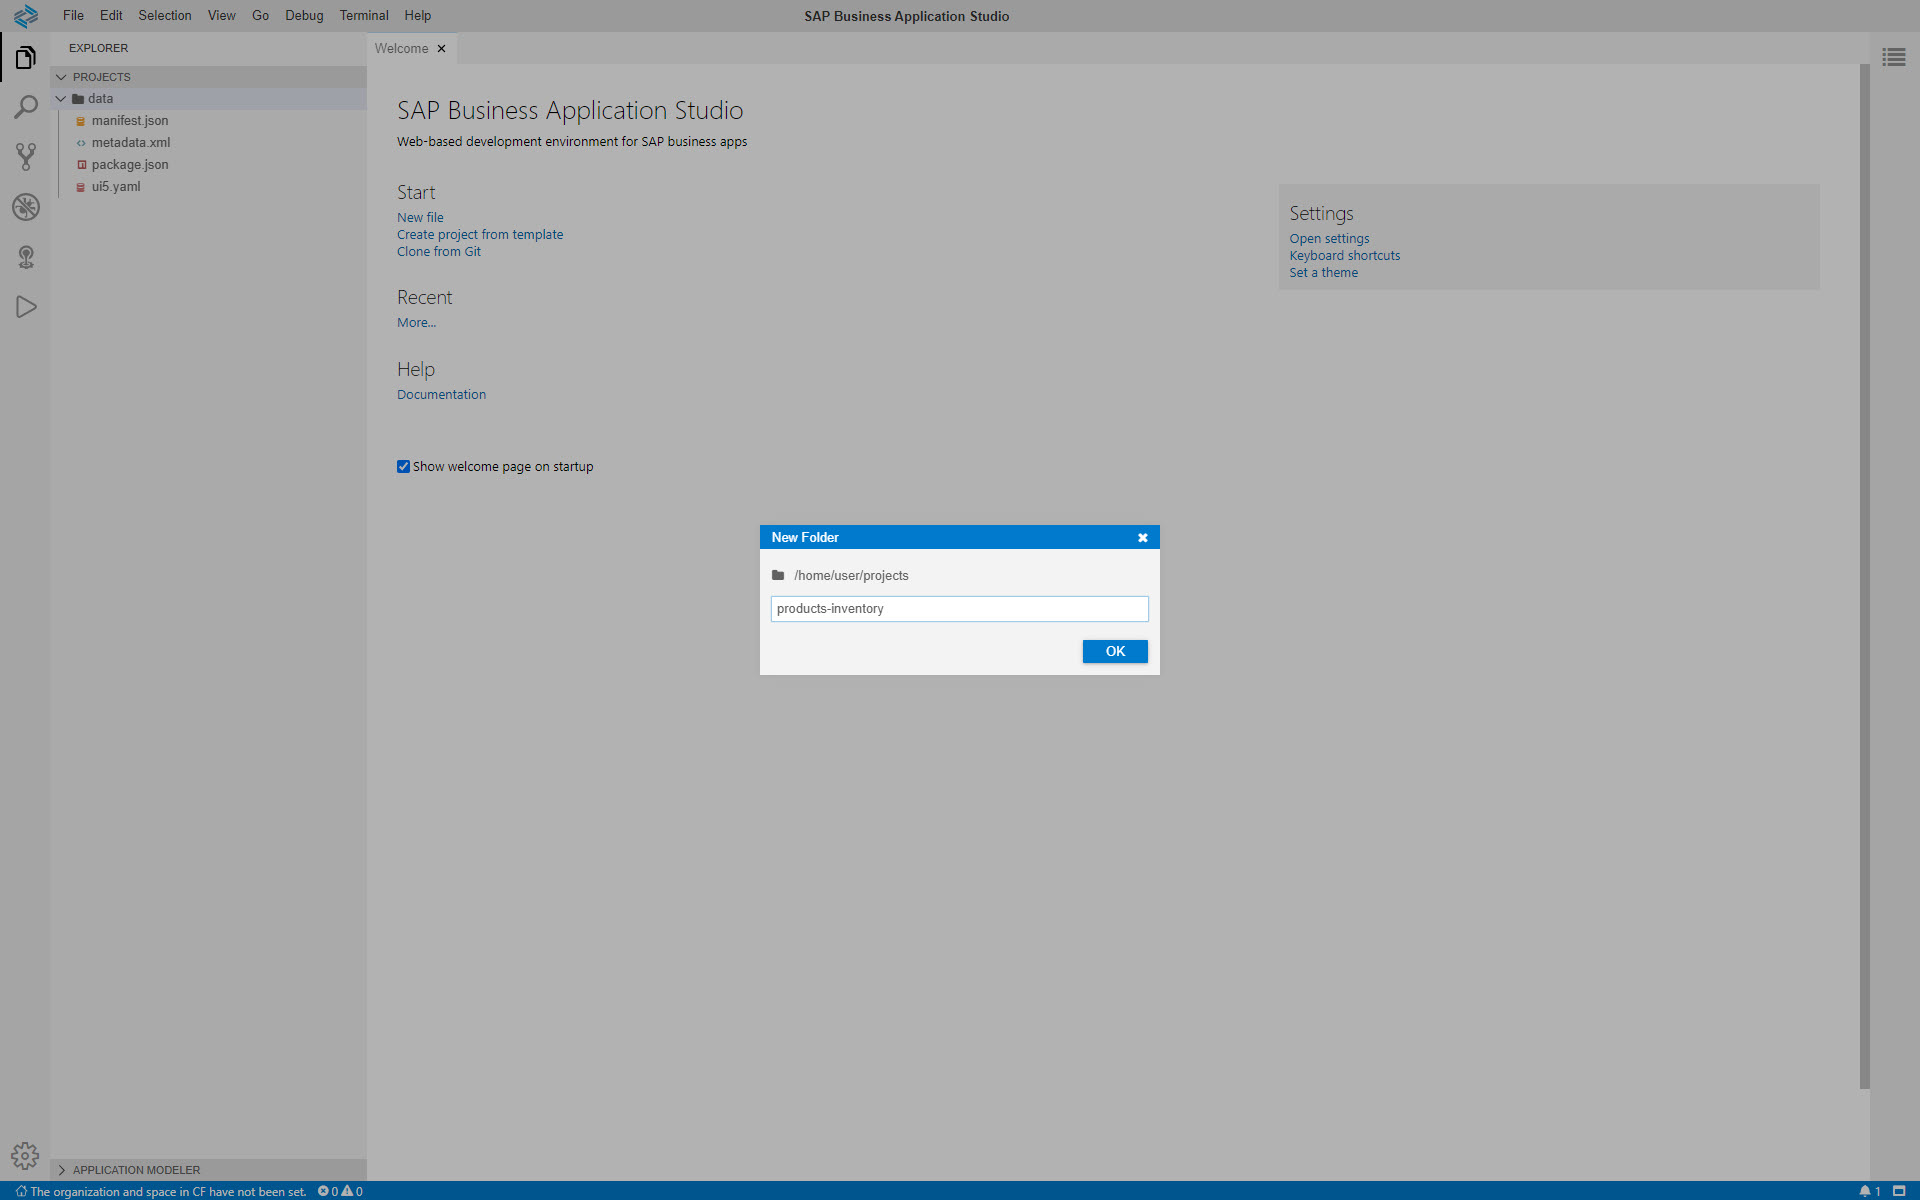 File Edit Selection View Go Debug Terminal Help
SAP Business Application Studio
EXPLORER
PROJECTS
data
manifest.json
metadata.xml
package.json
ui5.yaml
APPLICATION MODELER
Welcome
SAP Business Application Studio
Web-based development environment for SAP business apps
Start
New file
Create project from template
Clone from Git
Recent
More...
Help
Documentation
Show welcome page on startup
Settings
Open settings
Keyboard shortcuts
Set a theme
New Folder
/home/user/projects
products-inventory
OK
The organization and space in CF have not been set. 0 0
1